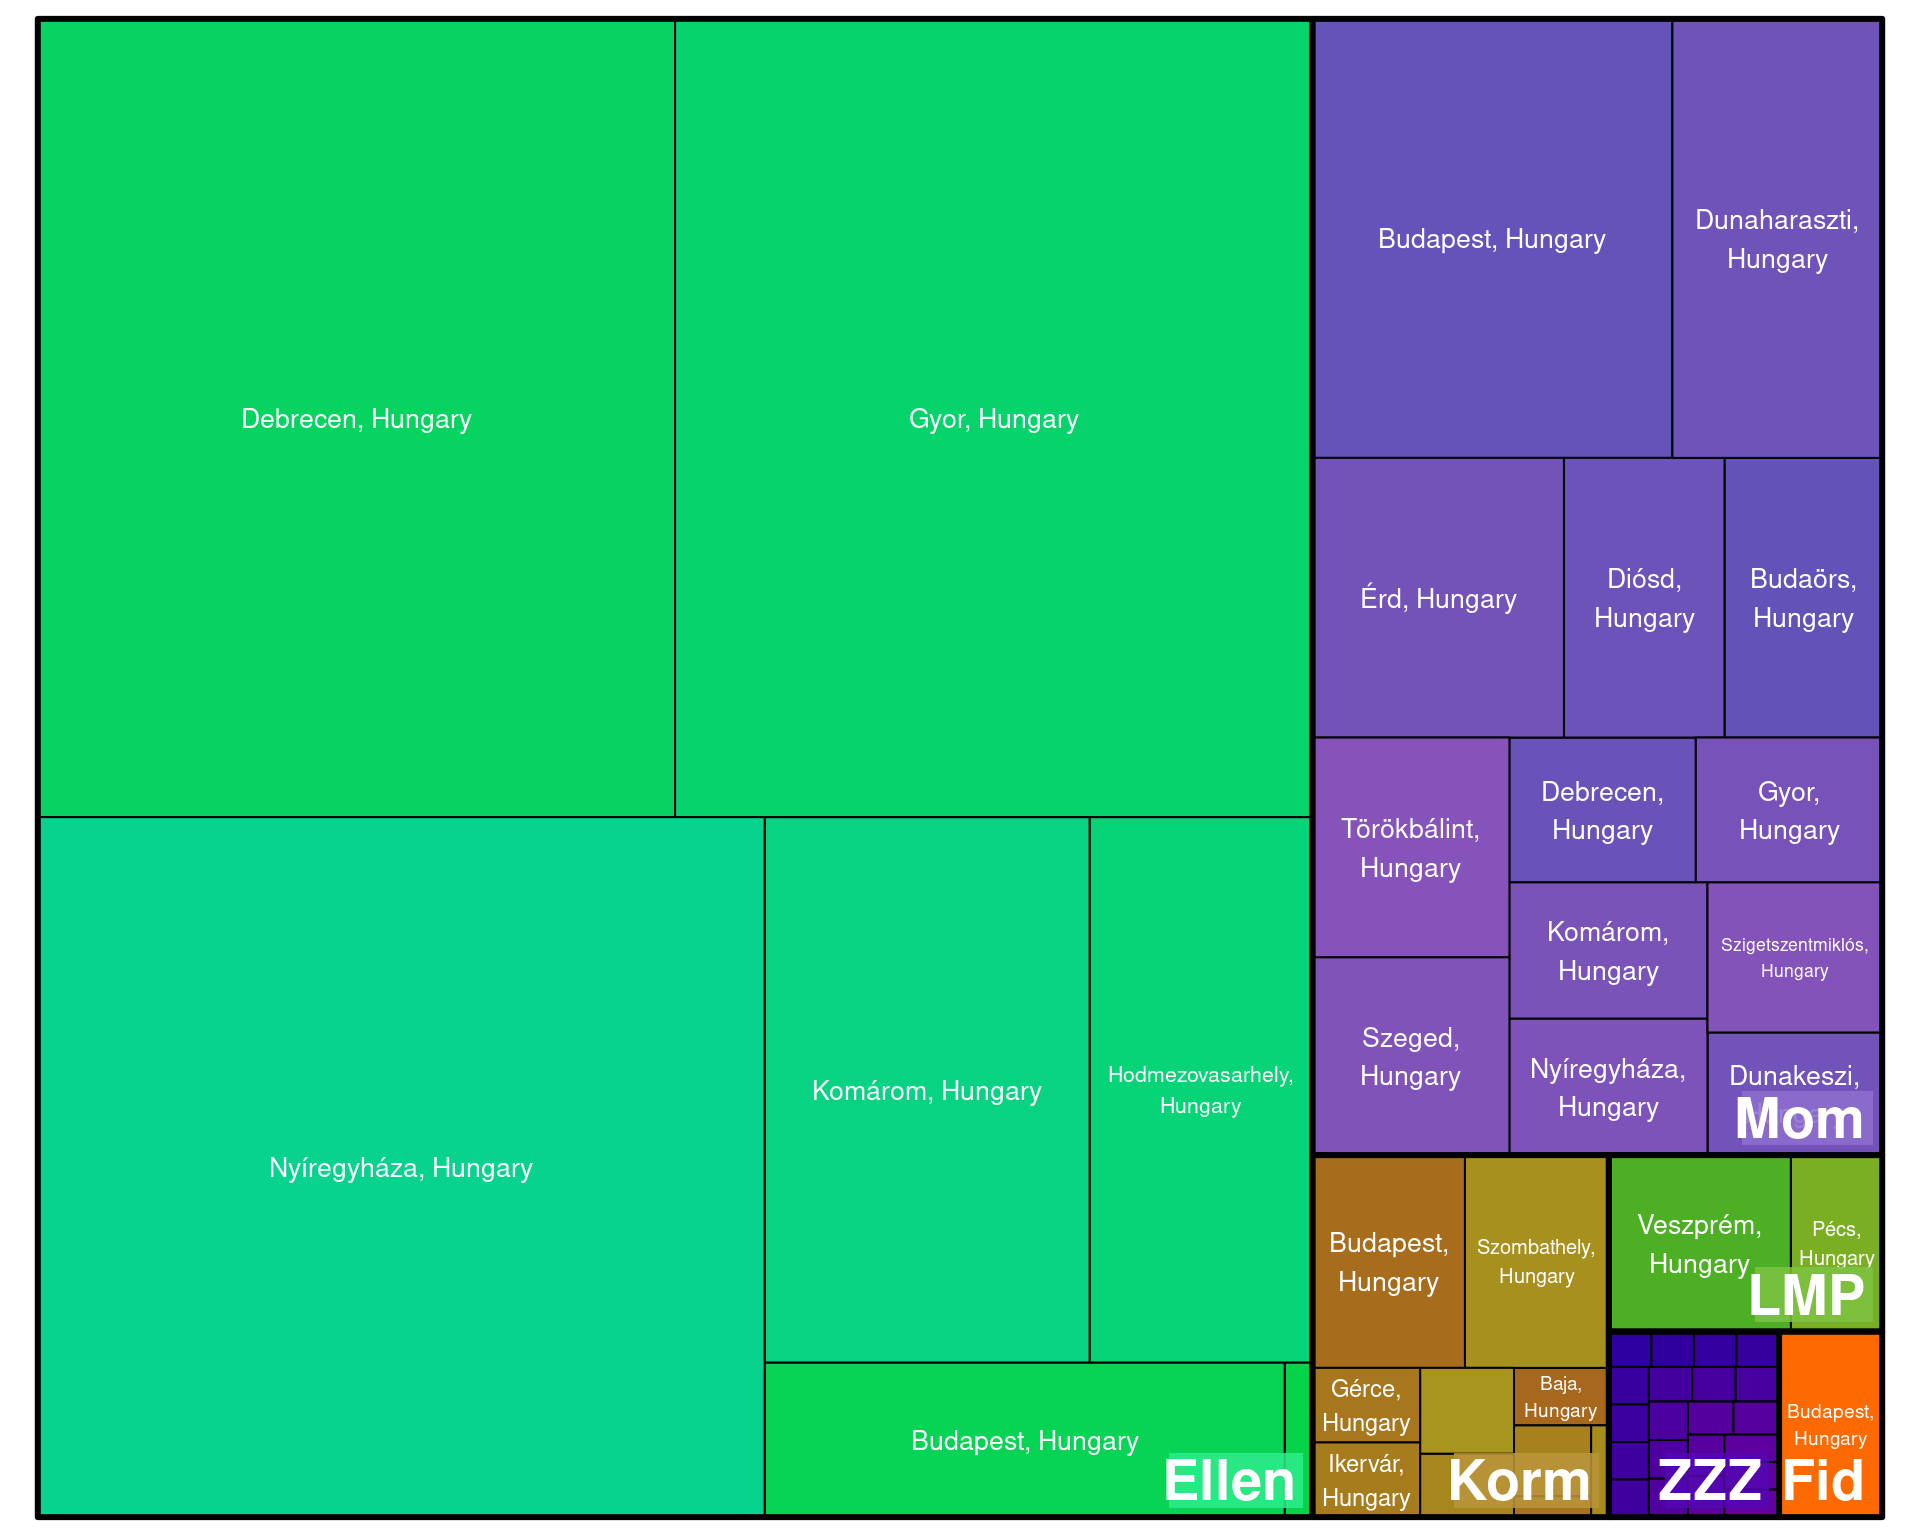 Debrecen, Hungary
Gyor, Hungary
Nyíregyháza, Hungary
Komárom, Hungary
Hodmezovasarhely,
Hungary
Budapest, Hungary
Ellen
Budapest, Hungary
Dunaharaszti,
Hungary
Érd, Hungary
Diósd,
Hungary
Budaörs,
Hungary
Törökbálint,
Hungary
Debrecen,
Hungary
Gyor,
Hungary
Komárom,
Hungary
Szigetszentmiklós,
Hungary
Szeged,
Hungary
Nyíregyháza,
Hungary
Dunakeszi,
Mom
Budapest,
Hungary
Szombathely,
Hungary
Gérce,
Hungary
Baja,
Hungary
Ikervár,
Hungary
Korm
Veszprém,
Hungary
Pécs,
Hungary
LMP
ZZZ
Budapest,
Hungary
Fid